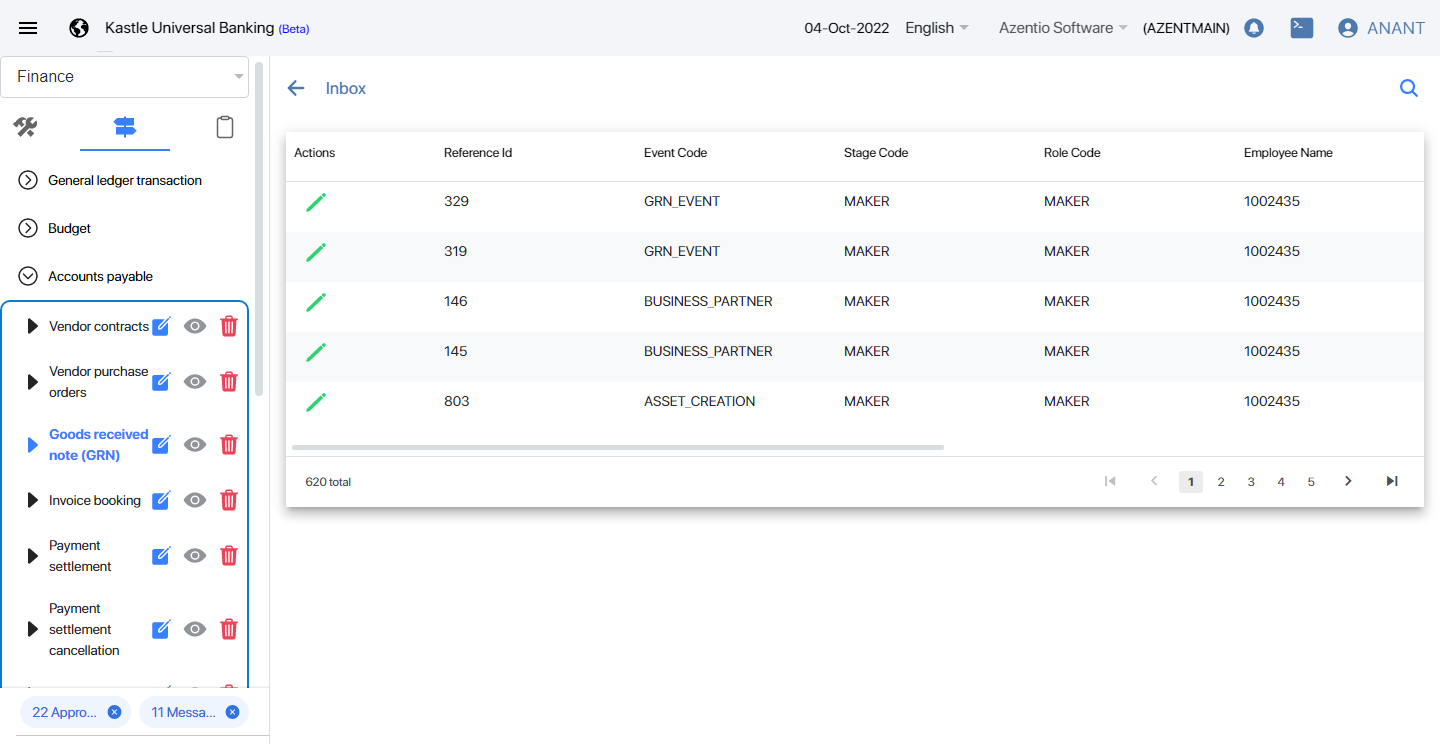 Kastle Universal Banking (Beta)
04-Oct-2022 English Azentio Software (AZENTMAIN) ANANT
Finance
General ledger transaction
Budget
Accounts payable
Vendor contracts
Vendor purchase
orders
Goods received
note (GRN)
Invoice booking
Payment
settlement
Payment
settlement
cancellation
22 Appro... 11 Messa...
Inbox
Actions Reference Id Event Code Stage Code Role Code Employee Name
329 GRN_EVENT MAKER MAKER 1002435
319 GRN_EVENT MAKER MAKER 1002435
146 BUSINESS_PARTNER MAKER MAKER 1002435
145 BUSINESS_PARTNER MAKER MAKER 1002435
803 ASSET_CREATION MAKER MAKER 1002435
620 total 1 2 3 4 5